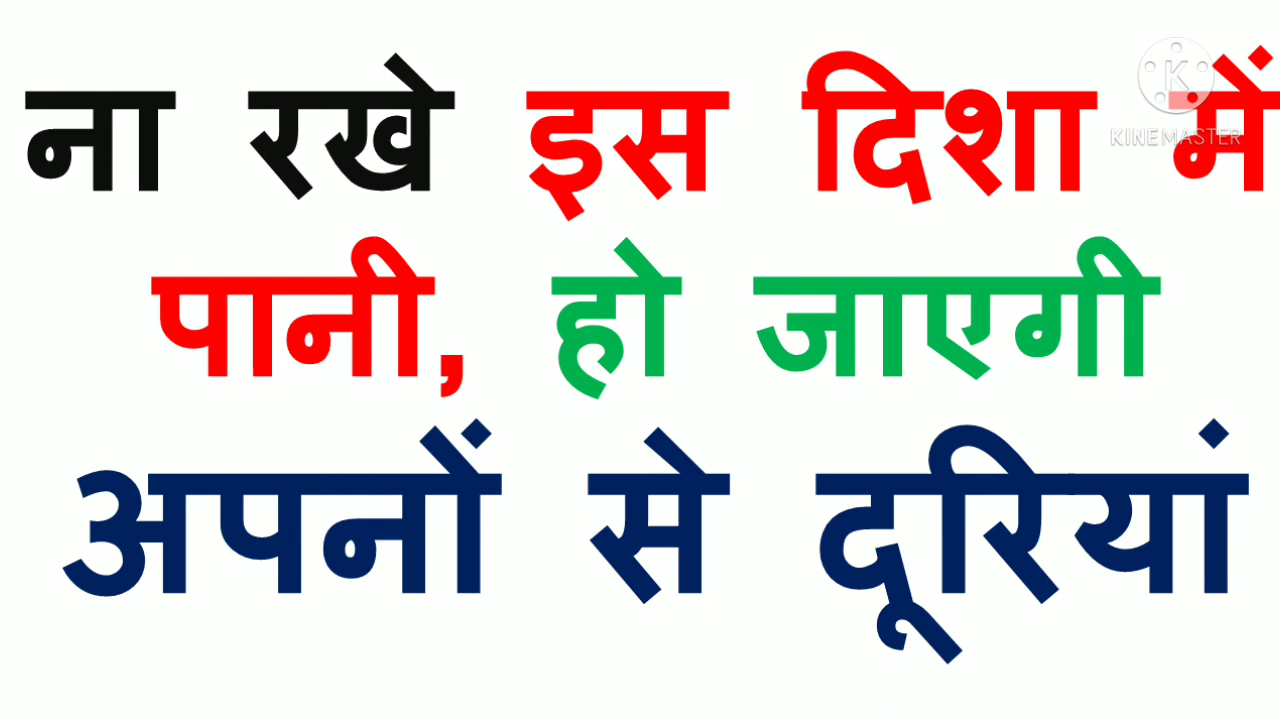 ना रखे इस दिशा में
KINEMASTER
पानी, हो जाएगी
अपनों से दूरियां